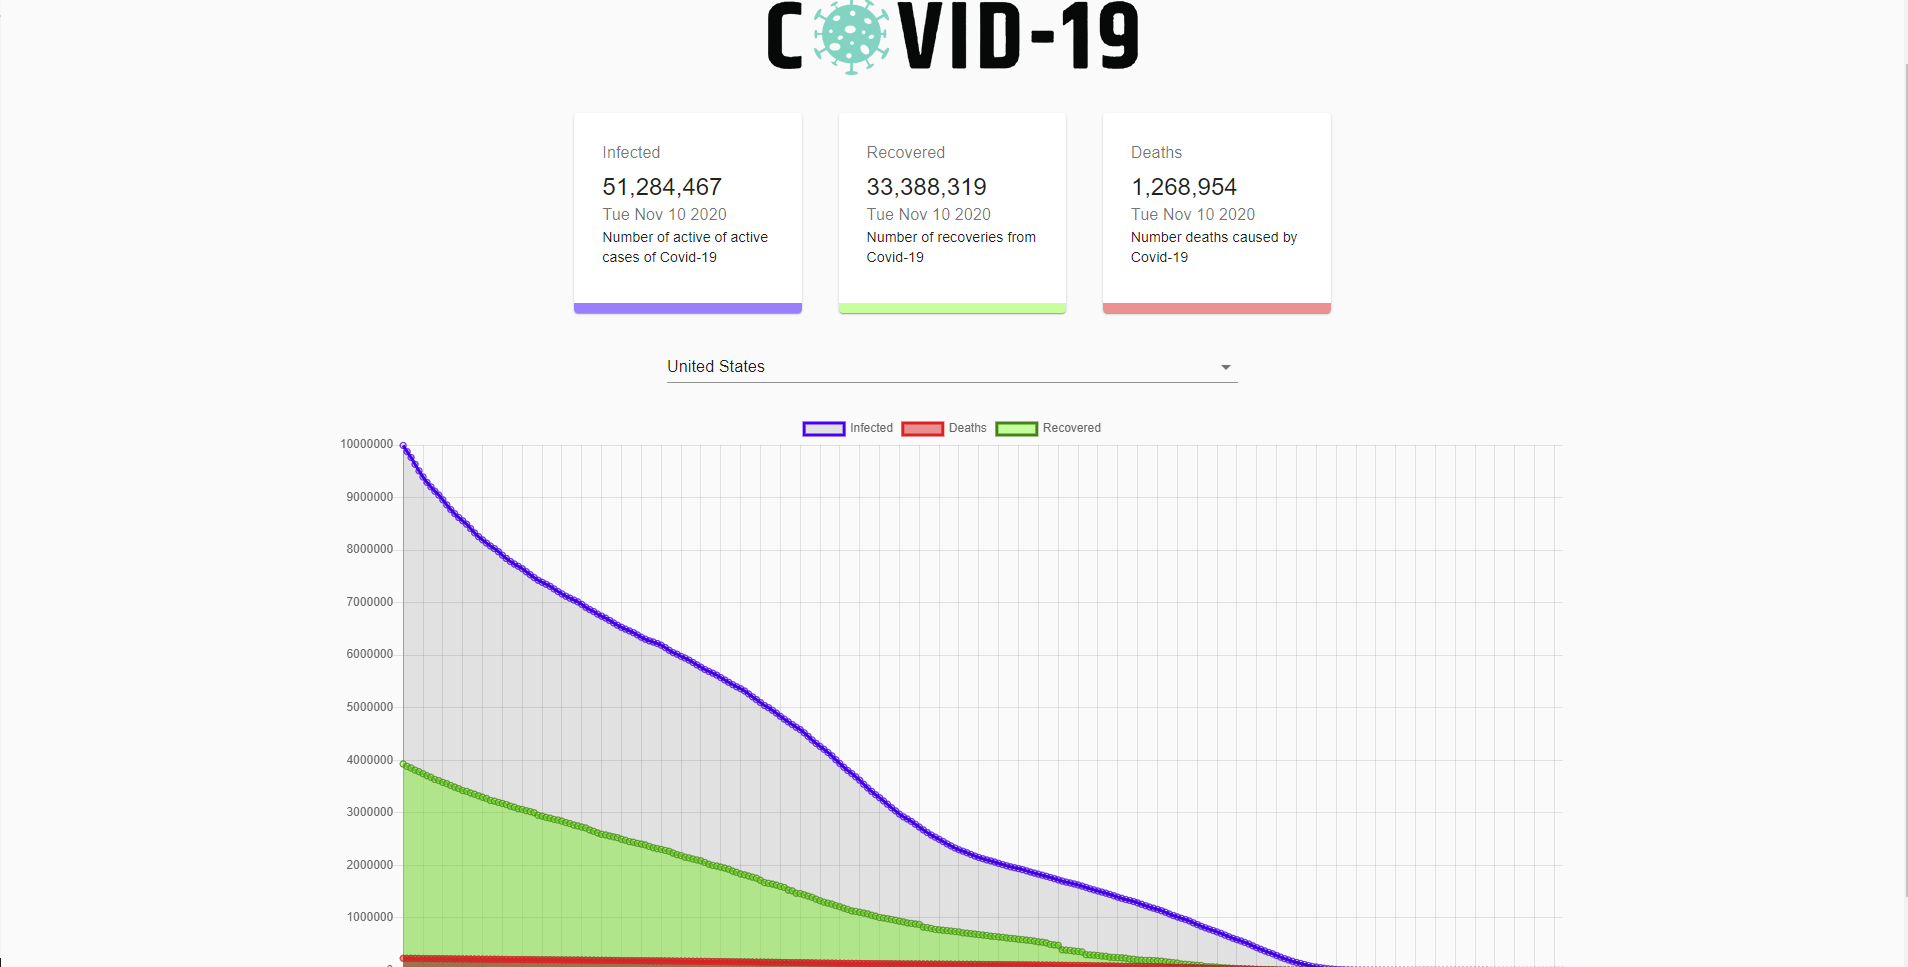 COVID-19
Infected
51,284,467
Tue Nov 10 2020
Number of active of active
cases of Covid-19
Recovered
33,388,319
Tue Nov 10 2020
Number of recoveries from
Covid-19
Deaths
1,268,954
Tue Nov 10 2020
Number deaths caused by
Covid-19
United States
Infected Deaths Recovered
10000000
9000000
8000000
7000000
6000000
5000000
4000000
3000000
2000000
1000000